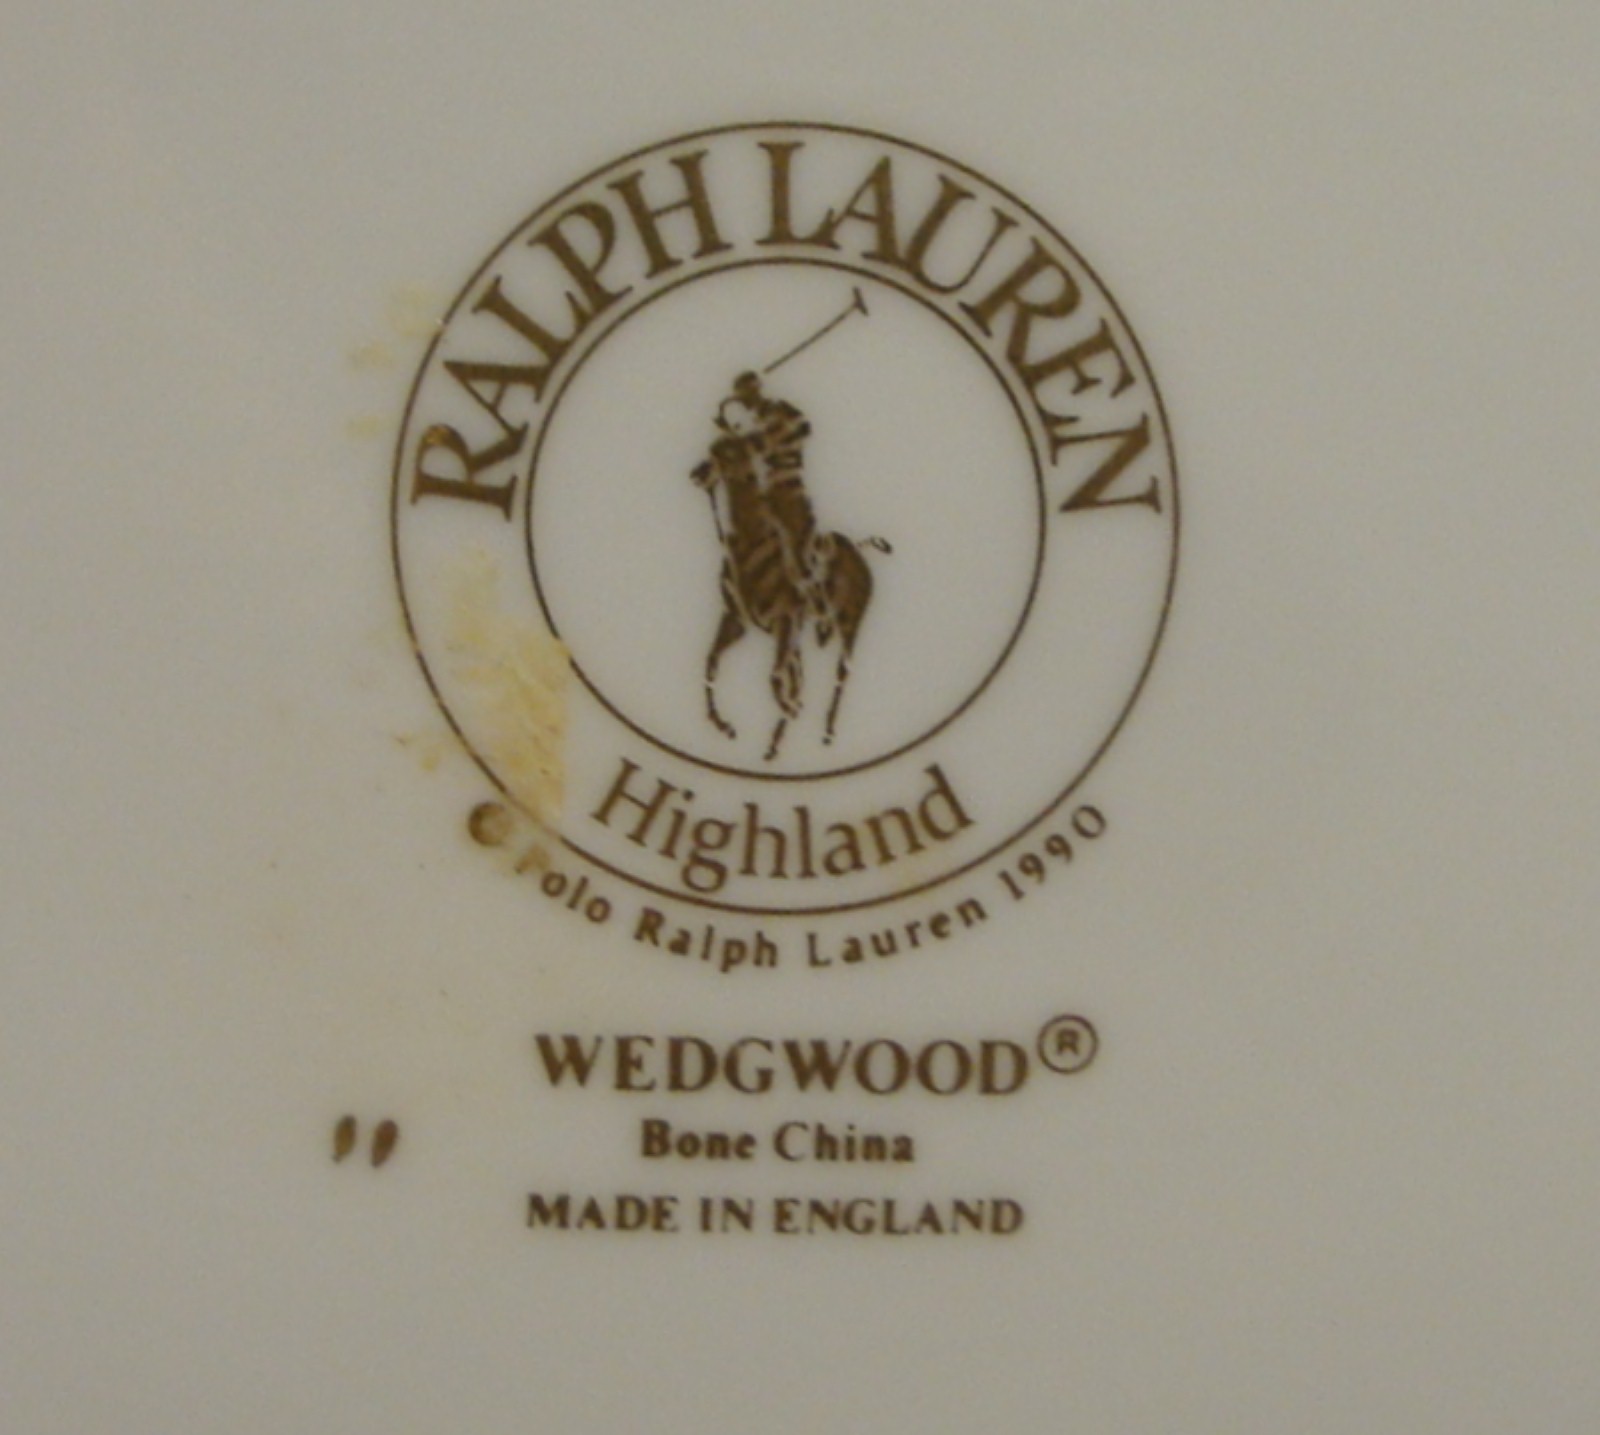 RALPH LAUREN
Highland
© Polo Ralph Lauren 1990
WEDGWOOD®
Bone China
MADE IN ENGLAND